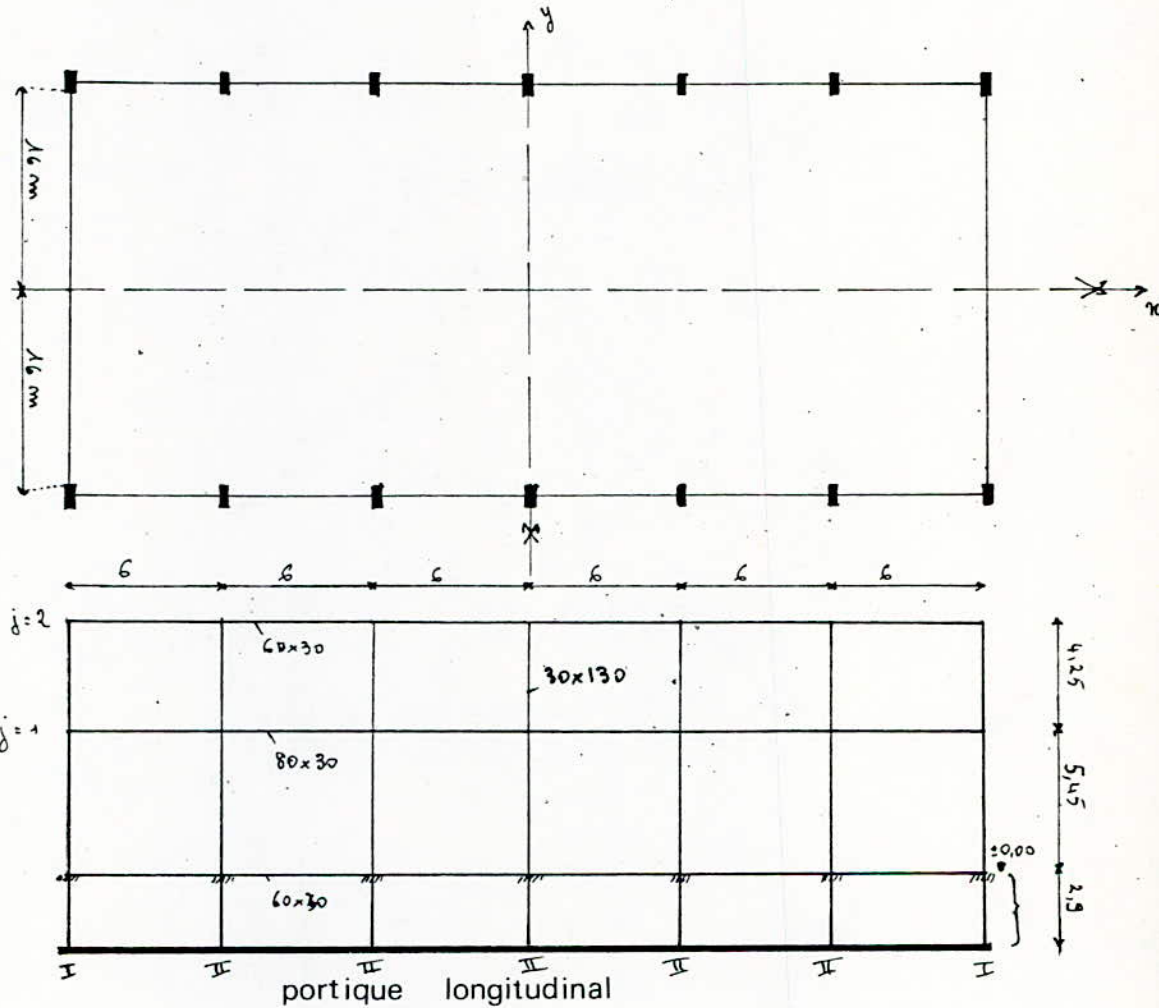 y
16 m
x
16 m
6 6 6 6 6 6
j=2
60x30
30x130
4,25
j=1
80x30
5,45
±0,00
60x30
2,9
I II II II II II I
portique longitudinal